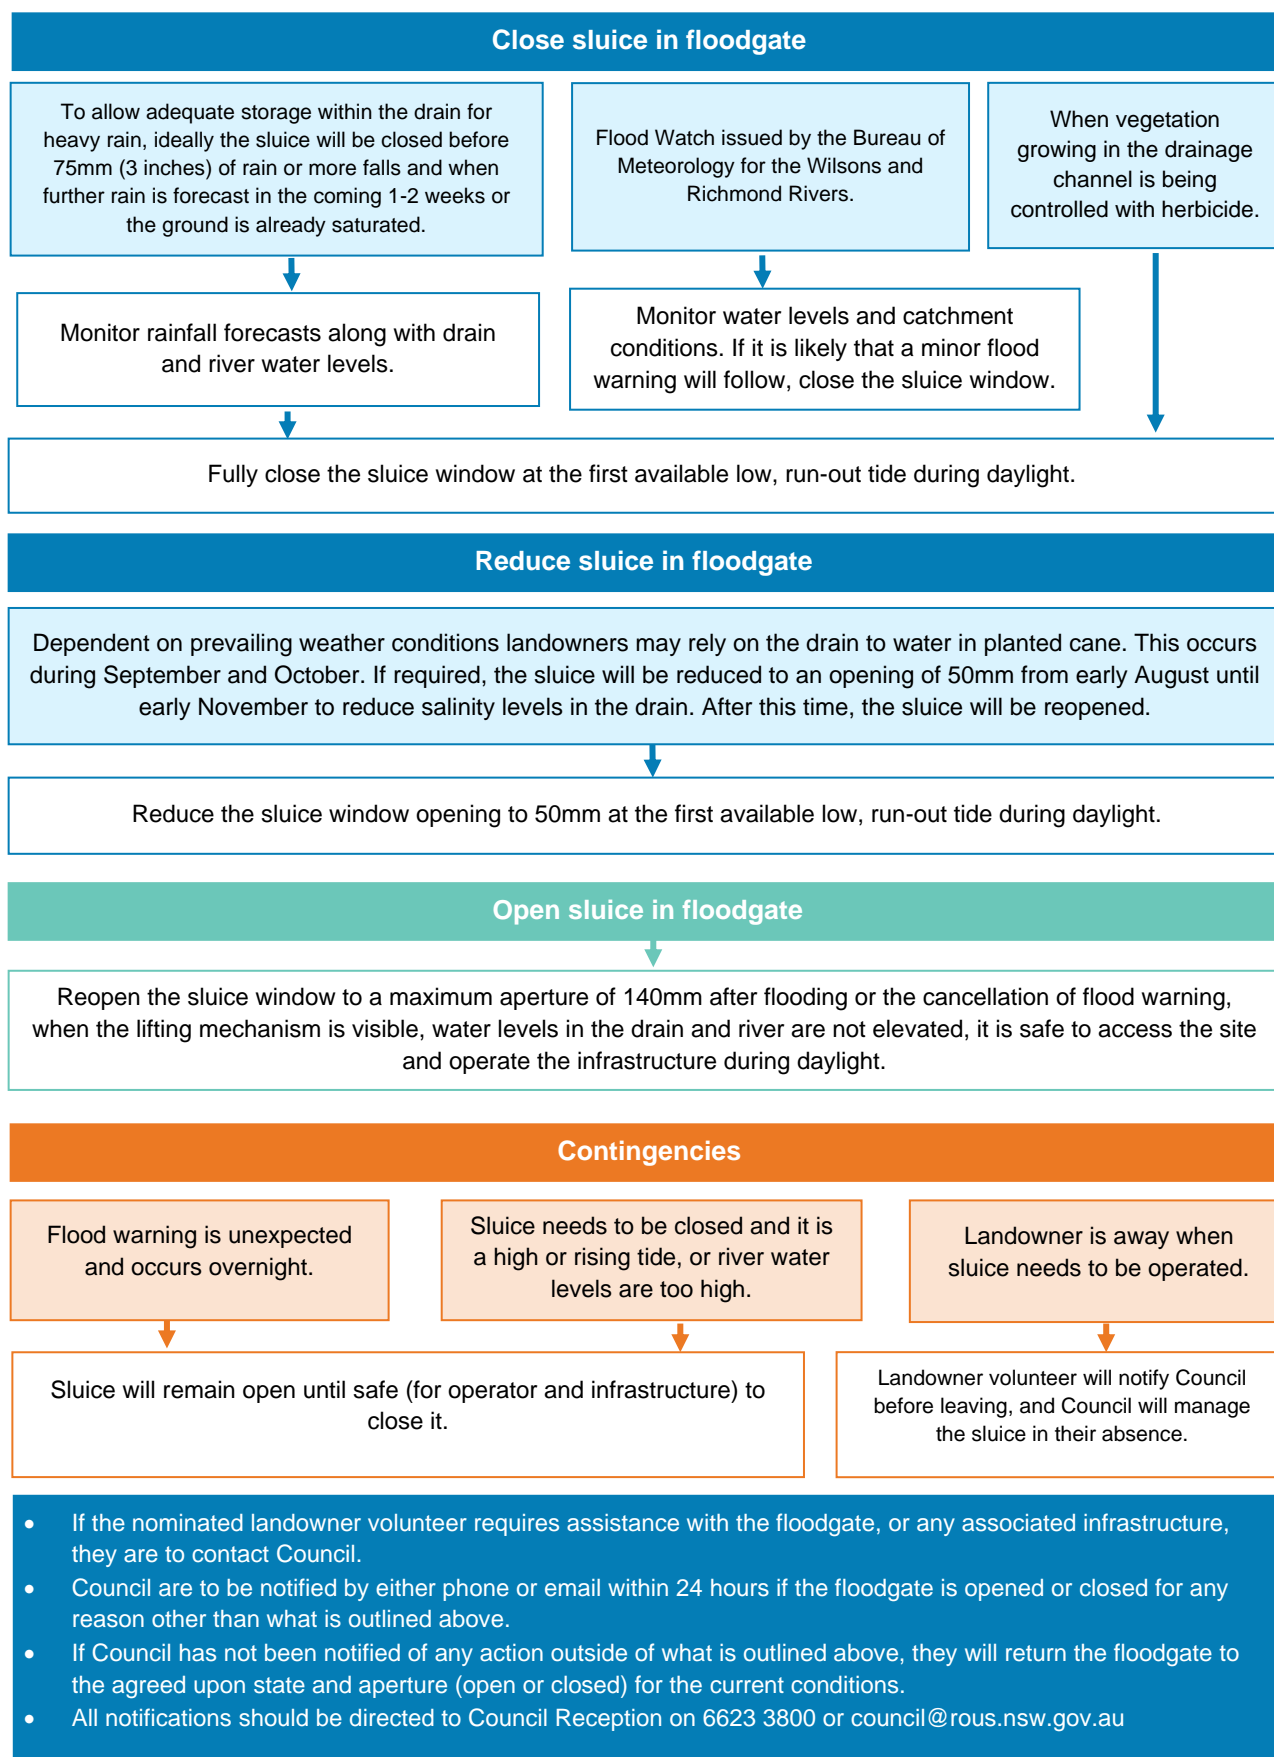 Close sluice in floodgate
To allow adequate storage within the drain for
heavy rain, ideally the sluice will be closed before
75mm (3 inches) of rain or more falls and when
further rain is forecast in the coming 1-2 weeks or
the ground is already saturated.
Flood Watch issued by the Bureau of
Meteorology for the Wilsons and
Richmond Rivers.
When vegetation
growing in the drainage
channel is being
controlled with herbicide.
Monitor rainfall forecasts along with drain
and river water levels.
Monitor water levels and catchment
conditions. If it is likely that a minor flood
warning will follow, close the sluice window.
Fully close the sluice window at the first available low, run-out tide during daylight.
Reduce sluice in floodgate
Dependent on prevailing weather conditions landowners may rely on the drain to water in planted cane. This occurs
during September and October. If required, the sluice will be reduced to an opening of 50mm from early August until
early November to reduce salinity levels in the drain. After this time, the sluice will be reopened.
Reduce the sluice window opening to 50mm at the first available low, run-out tide during daylight.
Open sluice in floodgate
Reopen the sluice window to a maximum aperture of 140mm after flooding or the cancellation of flood warning,
when the lifting mechanism is visible, water levels in the drain and river are not elevated, it is safe to access the site
and operate the infrastructure during daylight.
Contingencies
Flood warning is unexpected
and occurs overnight.
Sluice needs to be closed and it is
a high or rising tide, or river water
levels are too high.
Landowner is away when
sluice needs to be operated.
Sluice will remain open until safe (for operator and infrastructure) to
close it.
Landowner volunteer will notify Council
before leaving, and Council will manage
the sluice in their absence.
• If the nominated landowner volunteer requires assistance with the floodgate, or any associated infrastructure,
they are to contact Council.
• Council are to be notified by either phone or email within 24 hours if the floodgate is opened or closed for any
reason other than what is outlined above.
• If Council has not been notified of any action outside of what is outlined above, they will return the floodgate to
the agreed upon state and aperture (open or closed) for the current conditions.
• All notifications should be directed to Council Reception on 6623 3800 or council@rous.nsw.gov.au